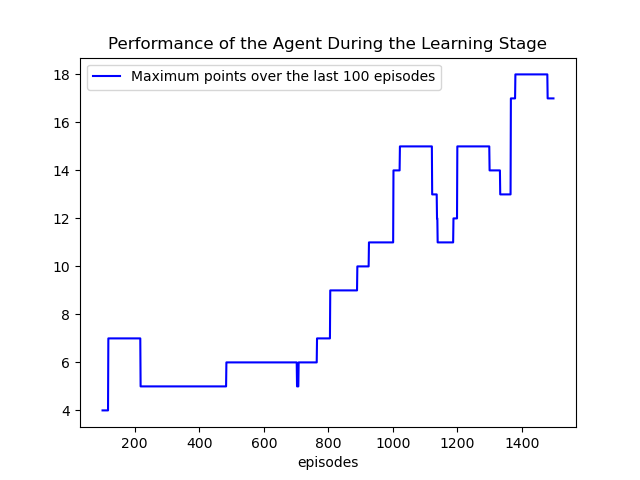 Performance of the Agent During the Learning Stage
Maximum points over the last 100 episodes
18
16
14
12
10
8
6
4
200 400 600 800 1000 1200 1400
episodes